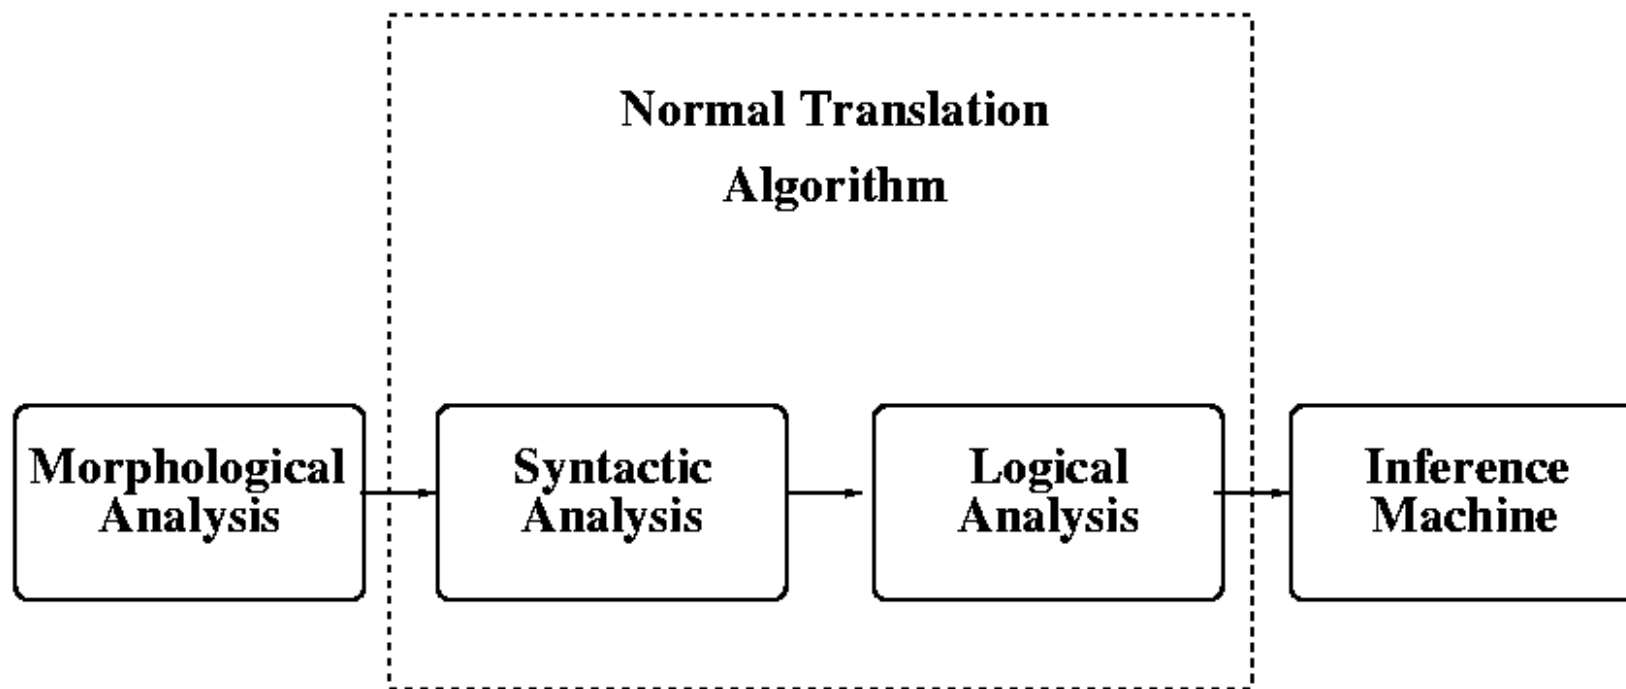 Normal Translation
Algorithm
Morphological
Analysis
Syntactic
Analysis
Logical
Analysis
Inference
Machine